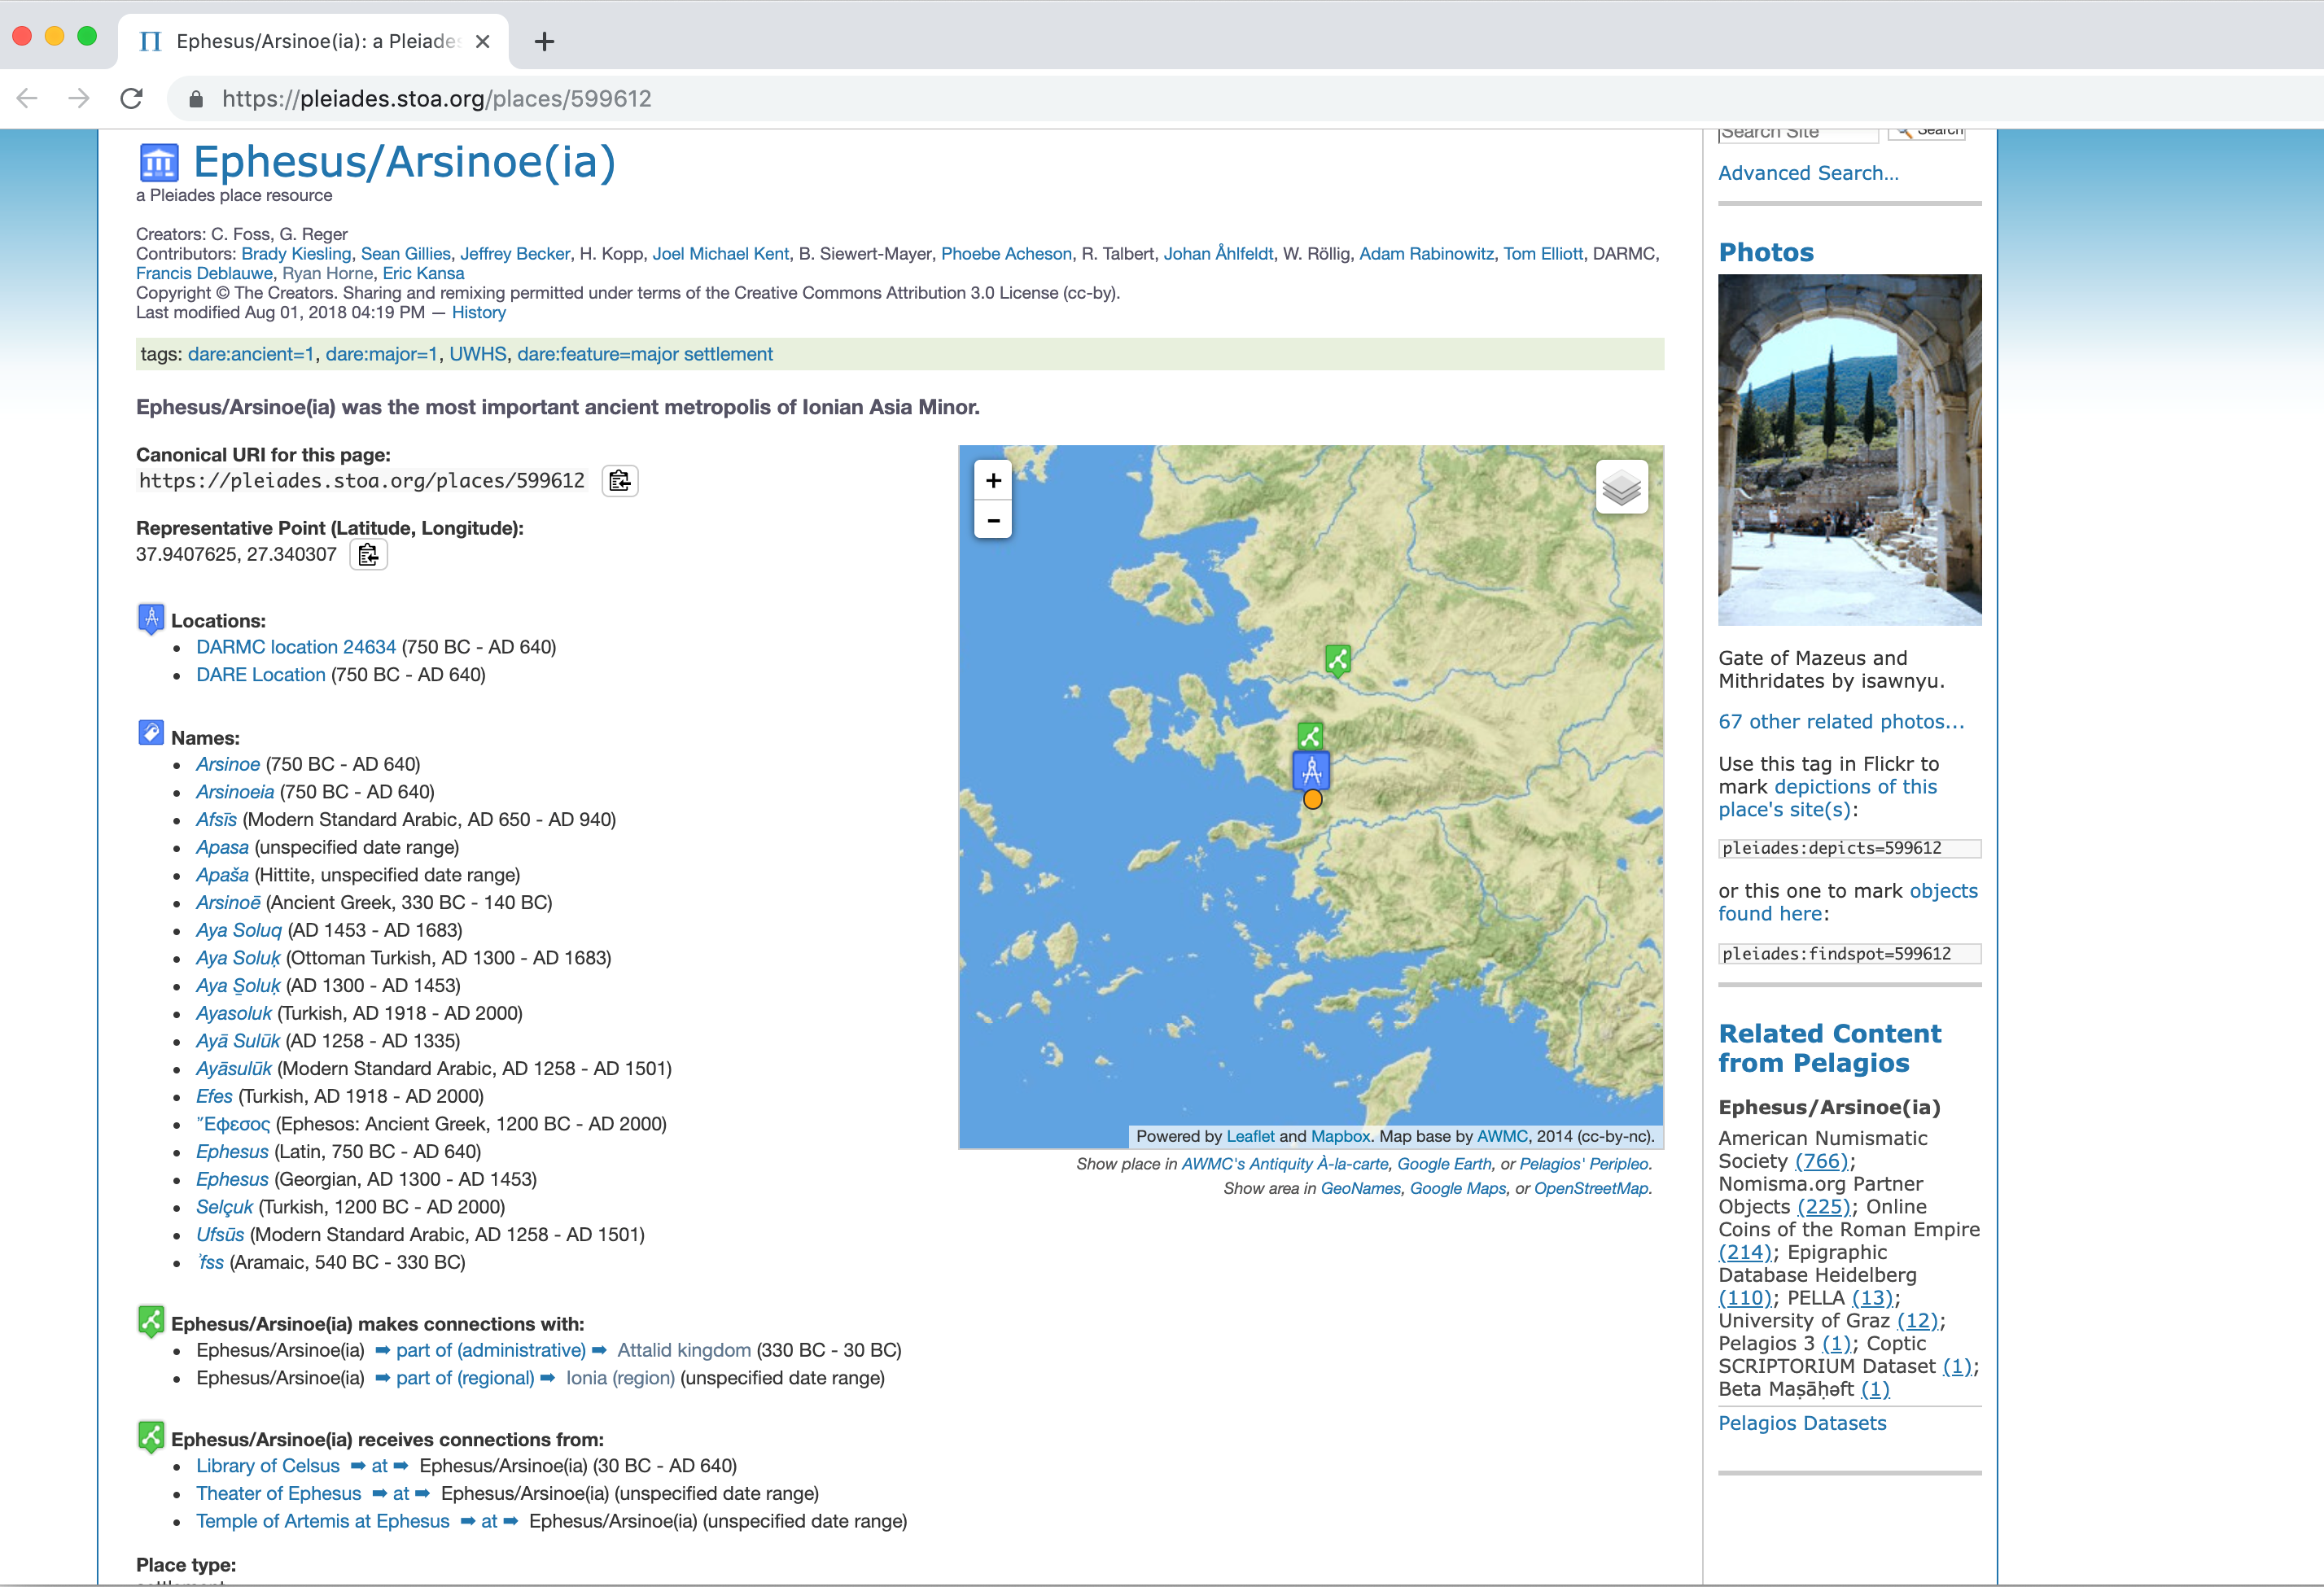 Ephesus/Arsinoe(ia): a Pleiades
https://pleiades.stoa.org/places/599612
Ephesus/Arsinoe(ia)
a Pleiades place resource
Creators: C. Foss, G. Reger
Contributors: Brady Kiesling, Sean Gillies, Jeffrey Becker, H. Kopp, Joel Michael Kent, B. Siewert-Mayer, Phoebe Acheson, R. Talbert, Johan Åhlfeldt, W. Röllig, Adam Rabinowitz, Tom Elliott, DARMC,
Francis Deblauwe, Ryan Horne, Eric Kansa
Copyright © The Creators. Sharing and remixing permitted under terms of the Creative Commons Attribution 3.0 License (cc-by).
Last modified Aug 01, 2018 04:19 PM — History
tags: dare:ancient=1, dare:major=1, UWHS, dare:feature=major settlement
Ephesus/Arsinoe(ia) was the most important ancient metropolis of Ionian Asia Minor.
Canonical URI for this page:
https://pleiades.stoa.org/places/599612
Representative Point (Latitude, Longitude):
37.9407625, 27.340307
Locations:
• DARMC location 24634 (750 BC - AD 640)
• DARE Location (750 BC - AD 640)
Names:
• Arsinoe (750 BC - AD 640)
• Arsinoeia (750 BC - AD 640)
• Afsīs (Modern Standard Arabic, AD 650 - AD 940)
• Apasa (unspecified date range)
• Apaša (Hittite, unspecified date range)
• Arsinoē (Ancient Greek, 330 BC - 140 BC)
• Aya Soluq (AD 1453 - AD 1683)
• Aya Soluḳ (Ottoman Turkish, AD 1300 - AD 1683)
• Aya S̱oluḳ (AD 1300 - AD 1453)
• Ayasoluk (Turkish, AD 1918 - AD 2000)
• Ayā Sulūk (AD 1258 - AD 1335)
• Ayāsulūk (Modern Standard Arabic, AD 1258 - AD 1501)
• Efes (Turkish, AD 1918 - AD 2000)
• Ἔφεσος (Ephesos: Ancient Greek, 1200 BC - AD 2000)
• Ephesus (Latin, 750 BC - AD 640)
• Ephesus (Georgian, AD 1300 - AD 1453)
• Selçuk (Turkish, 1200 BC - AD 2000)
• Ufsūs (Modern Standard Arabic, AD 1258 - AD 1501)
• ʾfss (Aramaic, 540 BC - 330 BC)
Ephesus/Arsinoe(ia) makes connections with:
• Ephesus/Arsinoe(ia) ➡ part of (administrative) ➡ Attalid kingdom (330 BC - 30 BC)
• Ephesus/Arsinoe(ia) ➡ part of (regional) ➡ Ionia (region) (unspecified date range)
Ephesus/Arsinoe(ia) receives connections from:
• Library of Celsus ➡ at ➡ Ephesus/Arsinoe(ia) (30 BC - AD 640)
• Theater of Ephesus ➡ at ➡ Ephesus/Arsinoe(ia) (unspecified date range)
• Temple of Artemis at Ephesus ➡ at ➡ Ephesus/Arsinoe(ia) (unspecified date range)
Place type:
+
−
Powered by Leaflet and Mapbox. Map base by AWMC, 2014 (cc-by-nc).
Show place in AWMC's Antiquity À-la-carte, Google Earth, or Pelagios' Peripleo.
Show area in GeoNames, Google Maps, or OpenStreetMap.
Search Site Search
Advanced Search...
Photos
Gate of Mazeus and
Mithridates by isawnyu.
67 other related photos...
Use this tag in Flickr to
mark depictions of this
place's site(s):
pleiades:depicts=599612
or this one to mark objects
found here:
pleiades:findspot=599612
Related Content
from Pelagios
Ephesus/Arsinoe(ia)
American Numismatic
Society (766);
Nomisma.org Partner
Objects (225); Online
Coins of the Roman Empire
(214); Epigraphic
Database Heidelberg
(110); PELLA (13);
University of Graz (12);
Pelagios 3 (1); Coptic
SCRIPTORIUM Dataset (1);
Beta Maṣāḥǝft (1)
Pelagios Datasets